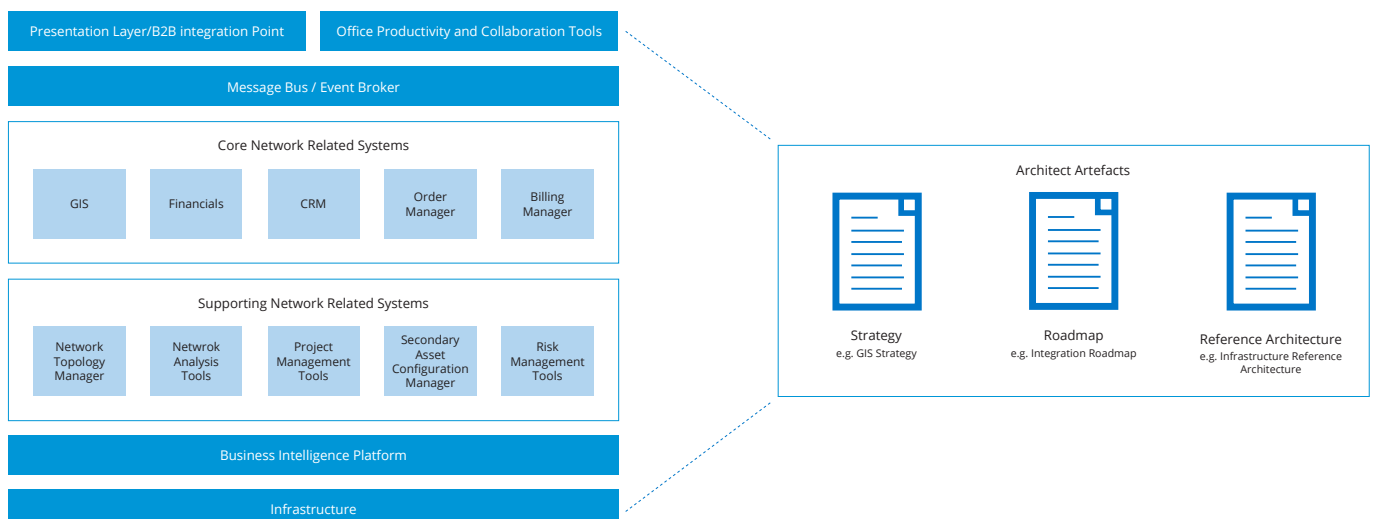 Presentation Layer/B2B integration Point
Office Productivity and Collaboration Tools
Message Bus / Event Broker
Core Network Related Systems
GIS
Financials
CRM
Order
Manager
Billing
Manager
Supporting Network Related Systems
Network
Topology
Manager
Netwrok
Analysis
Tools
Project
Management
Tools
Secondary
Asset
Configuration
Manager
Risk
Management
Tools
Business Intelligence Platform
Infrastructure
Architect Artefacts
Strategy
e.g. GIS Strategy
Roadmap
e.g. Integration Roadmap
Reference Architecture
e.g. Infrastructure Reference
Architecture